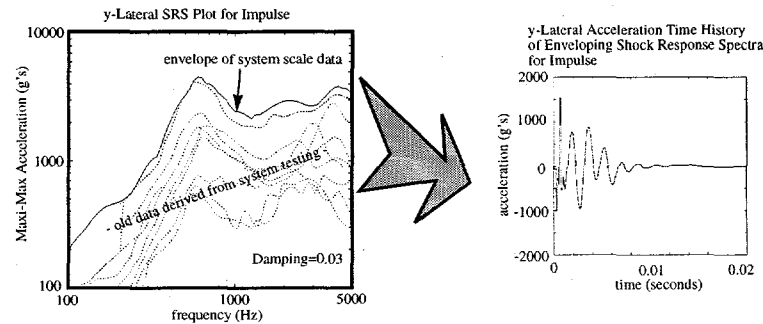 y-Lateral SRS Plot for Impulse
10000
envelope of system scale data
1000
- old data derived from system testing -
Damping=0.03
100
100
1000
5000
frequency (Hz)
Maxi-Max Acceleration (g's)
y-Lateral Acceleration Time History
of Enveloping Shock Response Spectra
for Impulse
2000
1000
0
-1000
-2000
0
0.01
0.02
time (seconds)
acceleration (g's)